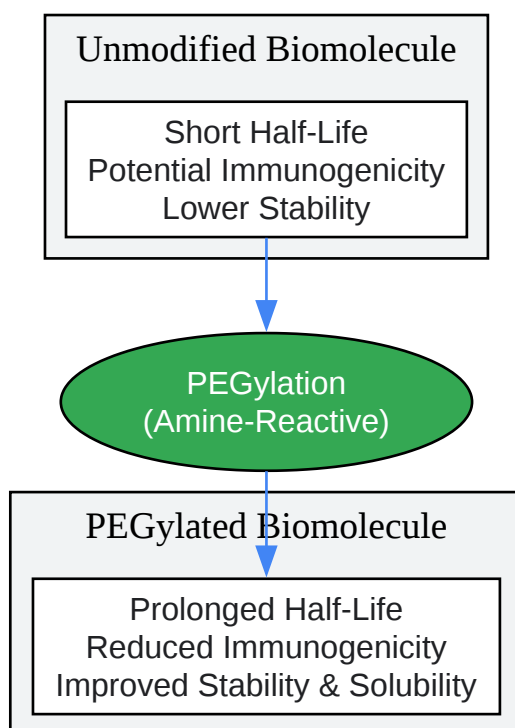 Unmodified Biomolecule
Short Half-Life
Potential Immunogenicity
Lower Stability
PEGylation
(Amine-Reactive)
PEGylated Biomolecule
Prolonged Half-Life
Reduced Immunogenicity
Improved Stability & Solubility